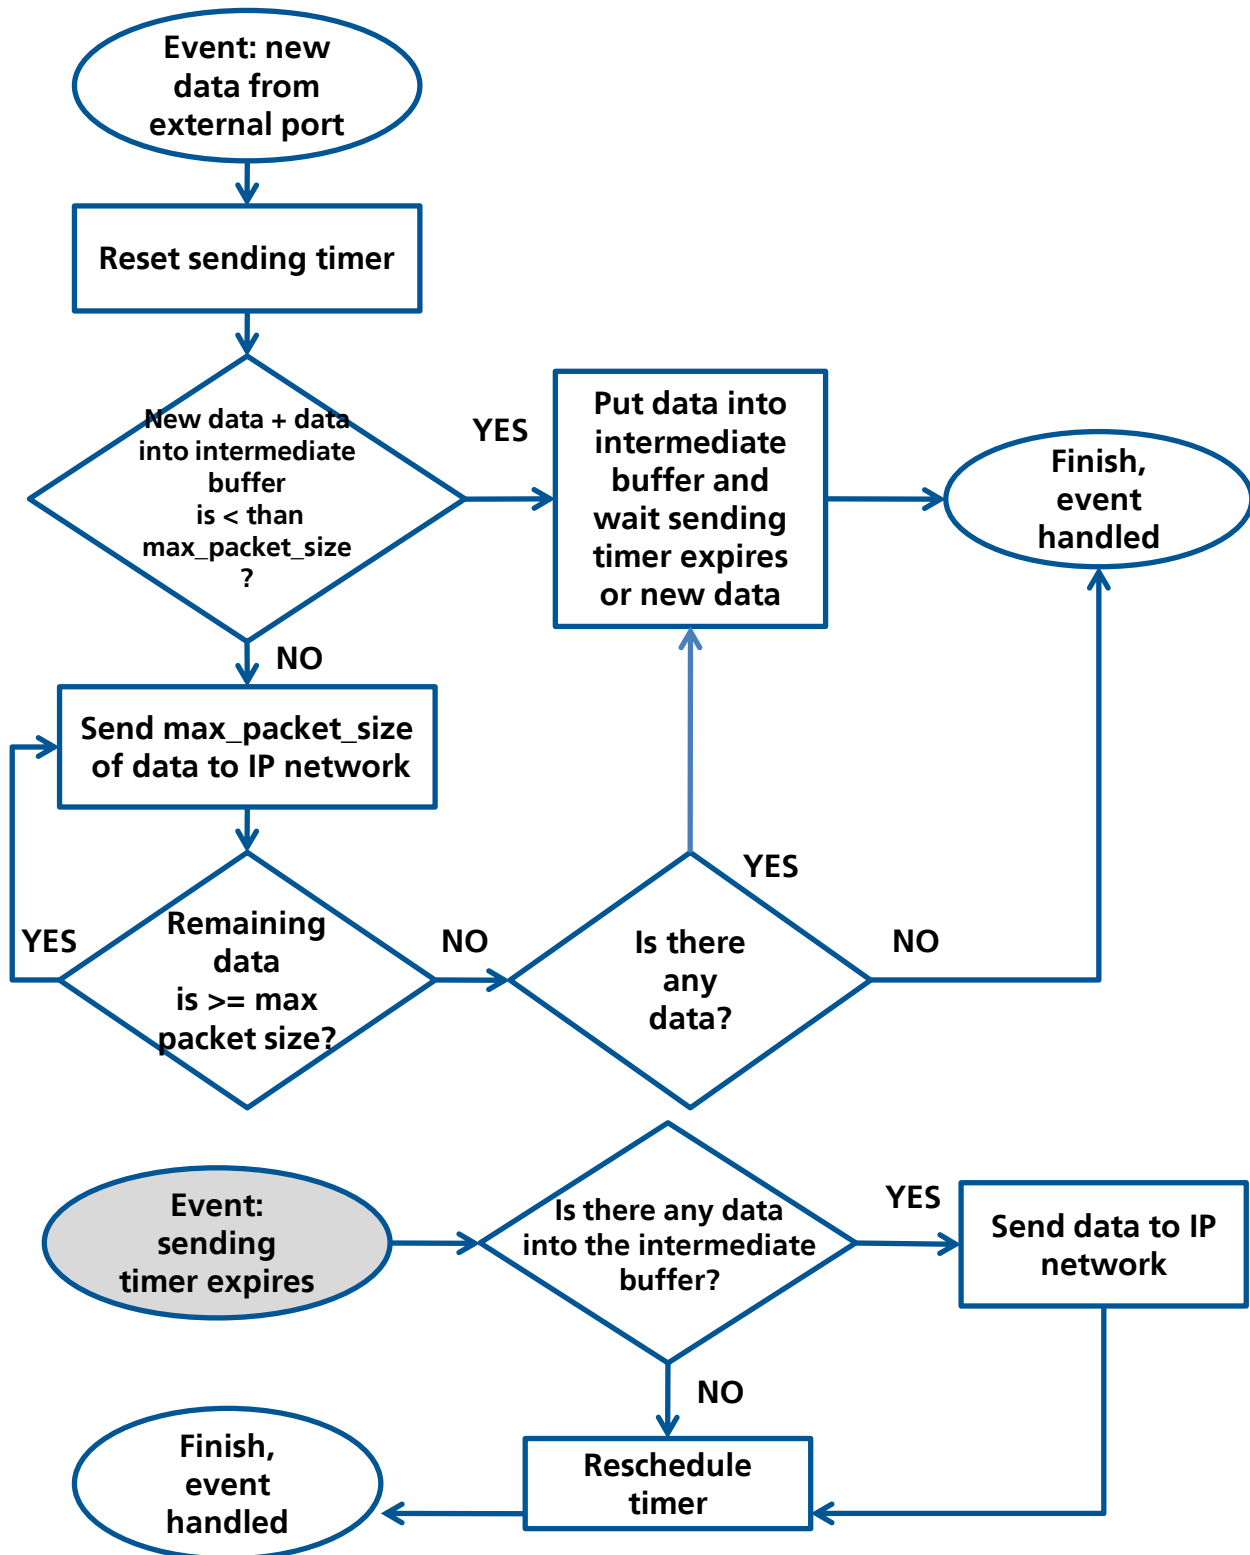 Event: new
data from
external port
Reset sending timer
New data + data
into intermediate
buffer
is < than
max_packet_size
?
YES
Put data into
intermediate
buffer and
wait sending
timer expires
or new data
Finish,
event
handled
NO
Send max_packet_size
of data to IP network
YES
Remaining
data
is >= max
packet size?
NO
YES
Is there
any
data?
NO
Event:
sending
timer expires
Is there any data
into the intermediate
buffer?
YES
Send data to IP
network
NO
Reschedule
timer
Finish,
event
handled